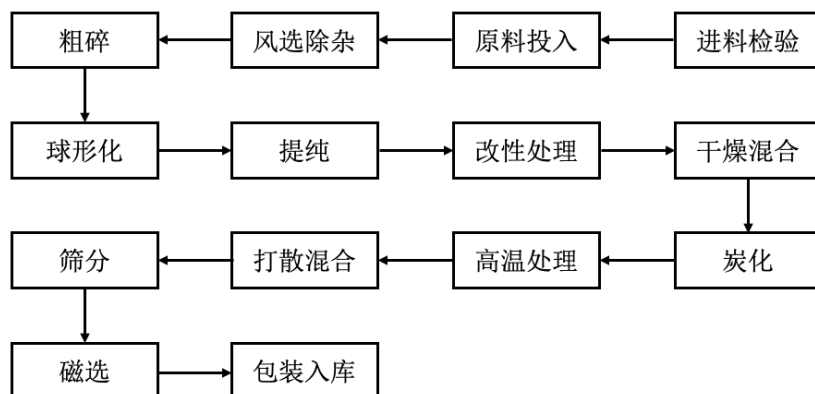 粗碎
风选除杂
原料投入
进料检验
球形化
提纯
改性处理
干燥混合
筛分
打散混合
高温处理
炭化
磁选
包装入库